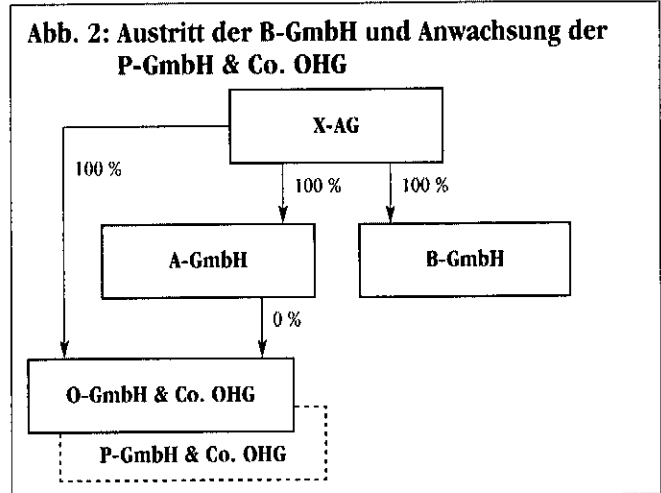 Abb. 2: Austritt der B-GmbH und Anwachsung der
P-GmbH & Co. OHG
X-AG
100 %
100 %
100 %
A-GmbH
B-GmbH
0 %
O-GmbH & Co. OHG
P-GmbH & Co. OHG